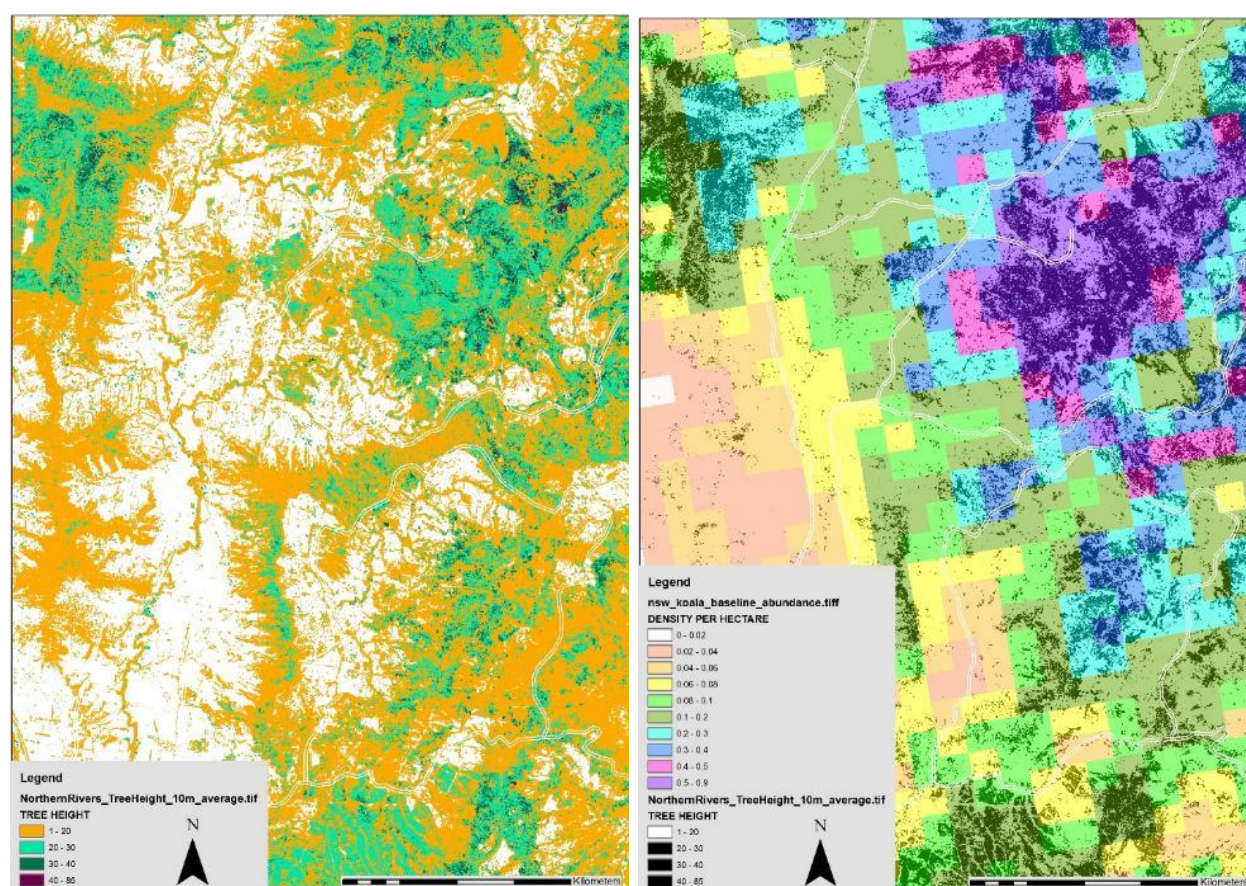 Legend
NorthernRivers_TreeHeight_10m_average.tif
TREE HEIGHT
1 - 20
20 - 30
30 - 40
40 - 85
N
Kilometers
Legend
nsw_koala_baseline_abundance.tiff
DENSITY PER HECTARE
0 - 0.02
0.02 - 0.04
0.04 - 0.06
0.06 - 0.08
0.08 - 0.1
0.1 - 0.2
0.2 - 0.3
0.3 - 0.4
0.4 - 0.5
0.5 - 0.9
NorthernRivers_TreeHeight_10m_average.tif
TREE HEIGHT
1 - 20
20 - 30
30 - 40
40 - 85
N
Kilometers